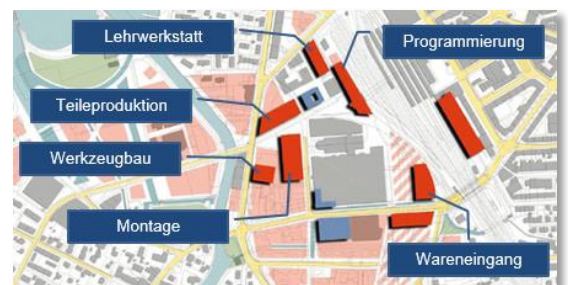 Lehrwerkstatt
Programmierung
Teileproduktion
Werkzeugbau
Montage
Wareneingang